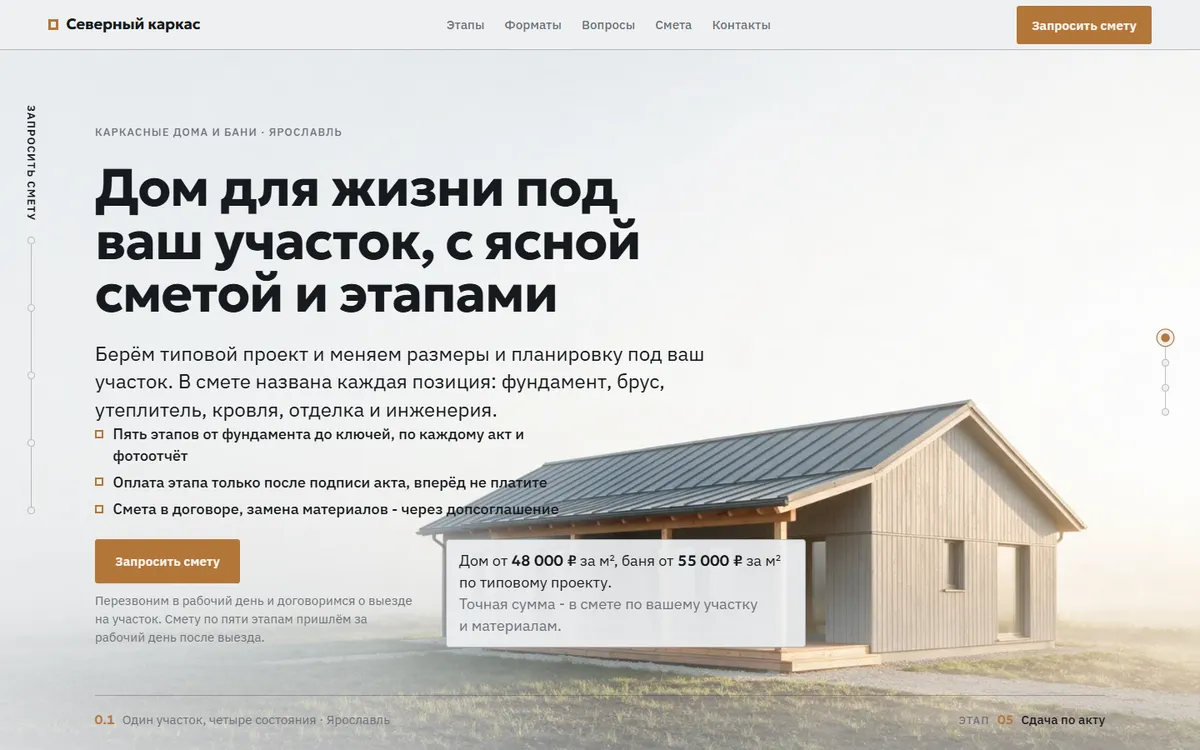 Северный каркас
Этапы Форматы Вопросы Смета Контакты
Запросить смету
ЗАПРОСИТЬ СМЕТУ
КАРКАСНЫЕ ДОМА И БАНИ · ЯРОСЛАВЛЬ
Дом для жизни под
ваш участок, с ясной
сметой и этапами
Берём типовой проект и меняем размеры и планировку под ваш
участок. В смете названа каждая позиция: фундамент, брус,
утеплитель, кровля, отделка и инженерия.
Пять этапов от фундамента до ключей, по каждому акт и
фотоотчёт
Оплата этапа только после подписи акта, вперёд не платите
Смета в договоре, замена материалов - через допсоглашение
Запросить смету
Перезвоним в рабочий день и договоримся о выезде
на участок. Смету по пяти этапам пришлём за
рабочий день после выезда.
Дом от 48 000 ₽ за м², баня от 55 000 ₽ за м²
по типовому проекту.
Точная сумма - в смете по вашему участку
и материалам.
0.1 Один участок, четыре состояния · Ярославль
ЭТАП 05 Сдача по акту